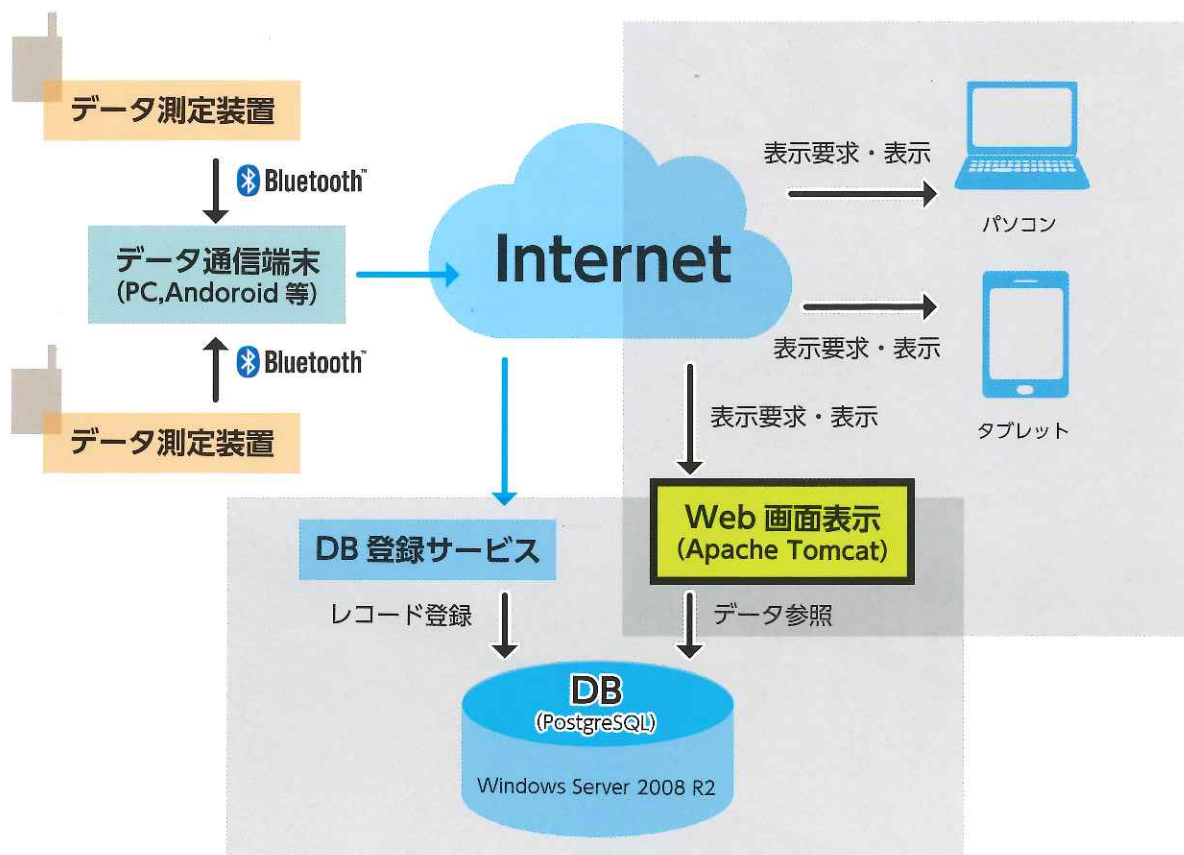 データ測定装置
Bluetooth™
データ通信端末
(PC,Andoroid 等)
Bluetooth™
データ測定装置
Internet
表示要求・表示
パソコン
表示要求・表示
タブレット
表示要求・表示
DB 登録サービス
Web 画面表示
(Apache Tomcat)
レコード登録
データ参照
DB
(PostgreSQL)
Windows Server 2008 R2